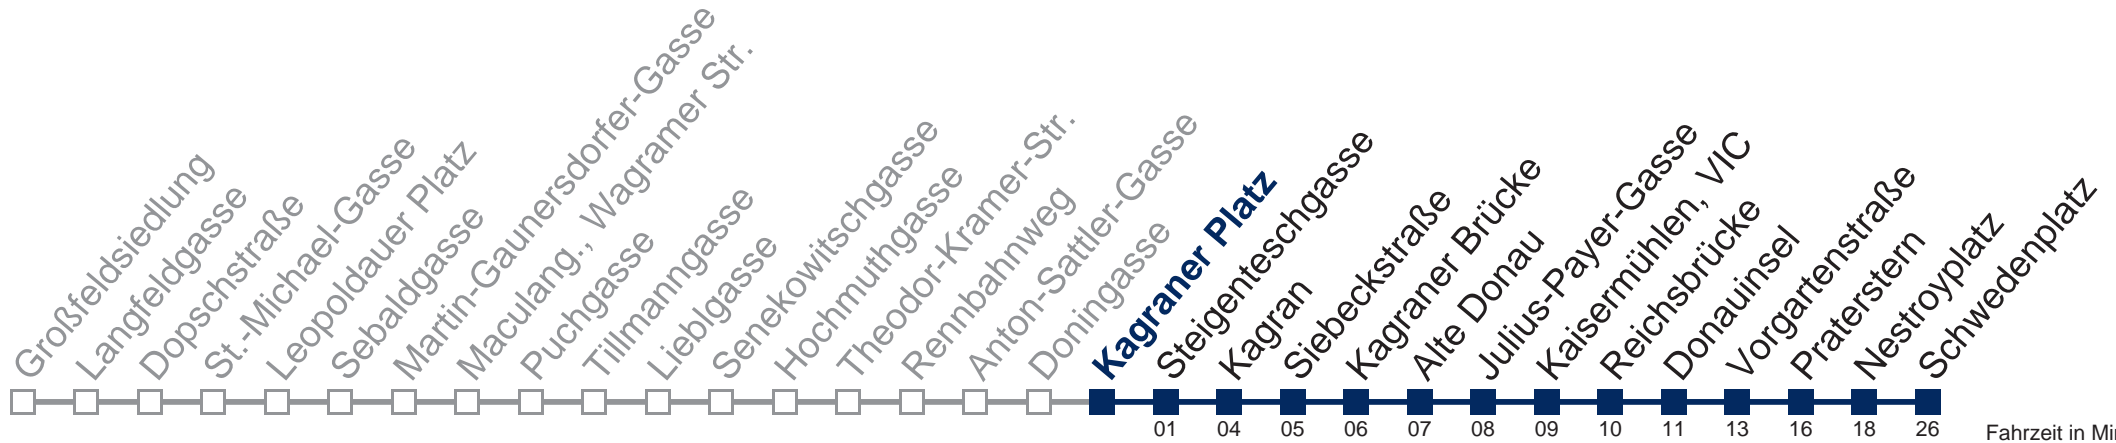 Großfeldsiedlung
Langfeldgasse
Dopschstraße
St.-Michael-Gasse
Leopoldauer Platz
Sebaldgasse
Martin-Gaunersdorfer-Gasse
Maculang., Wagramer Str.
Puchgasse
Tillmanngasse
Lieblgasse
Senekowitschgasse
Hochmuthgasse
Theodor-Kramer-Str.
Rennbahnweg
Anton-Sattler-Gasse
Doningasse
Kagraner Platz
Steigenteschgasse
Kagran
Siebeckstraße
Kagraner Brücke
Alte Donau
Julius-Payer-Gasse
Kaisermühlen, VIC
Reichsbrücke
Donauinsel
Vorgartenstraße
Praterstern
Nestroyplatz
Schwedenplatz
01 04 05 06 07 08 09 10 11 13 16 18 26
Fahrzeit in